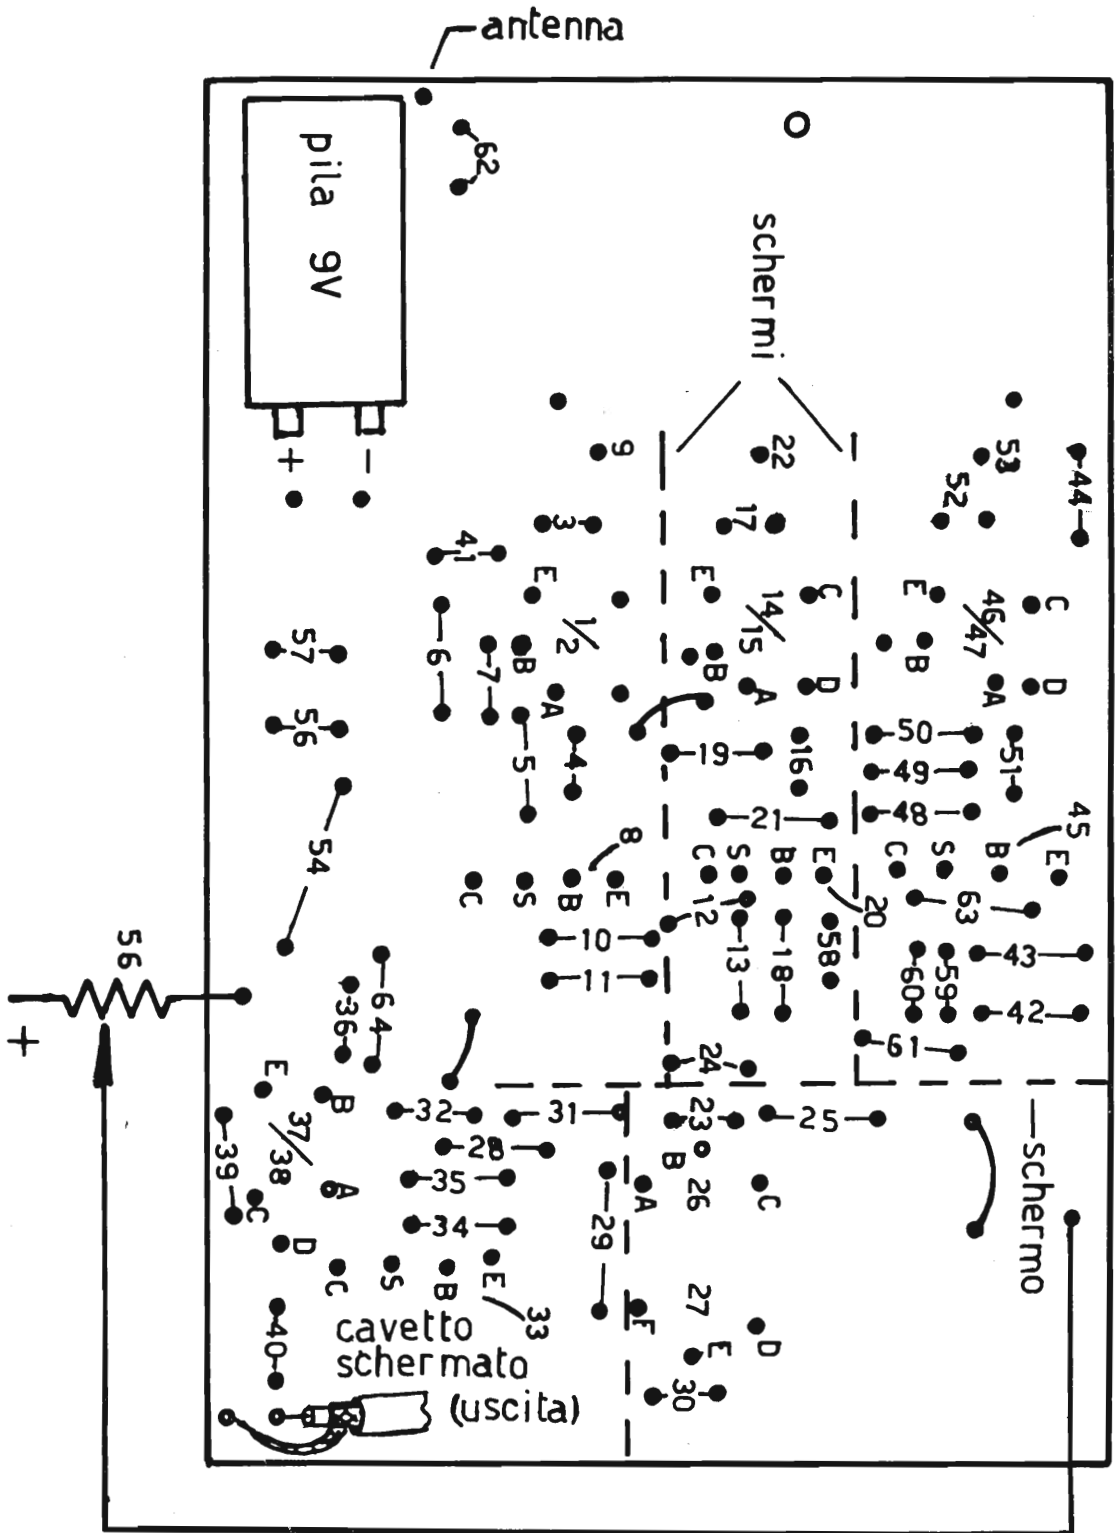 antenna
62
pila 9V
+
-
schermi
9
22
53
44
52
3
17
41
E
E
C
E
C
1/2
14/15
46/47
6
7
B
B
B
57
A
A
D
A
D
56
5
4
19
16
50
51
49
48
21
54
8
45
C
S
B
E
C
S
B
E
C
S
B
E
12
20
63
10
13
18
58
43
11
60
59
42
56
+
36
64
61
24
E
B
37/38
32
31
23
25
28
B
39
A
35
A
26
C
C
34
29
D
C
S
B
E
33
27
F
E
D
40
30
schermo
cavetto
schermato
(uscita)